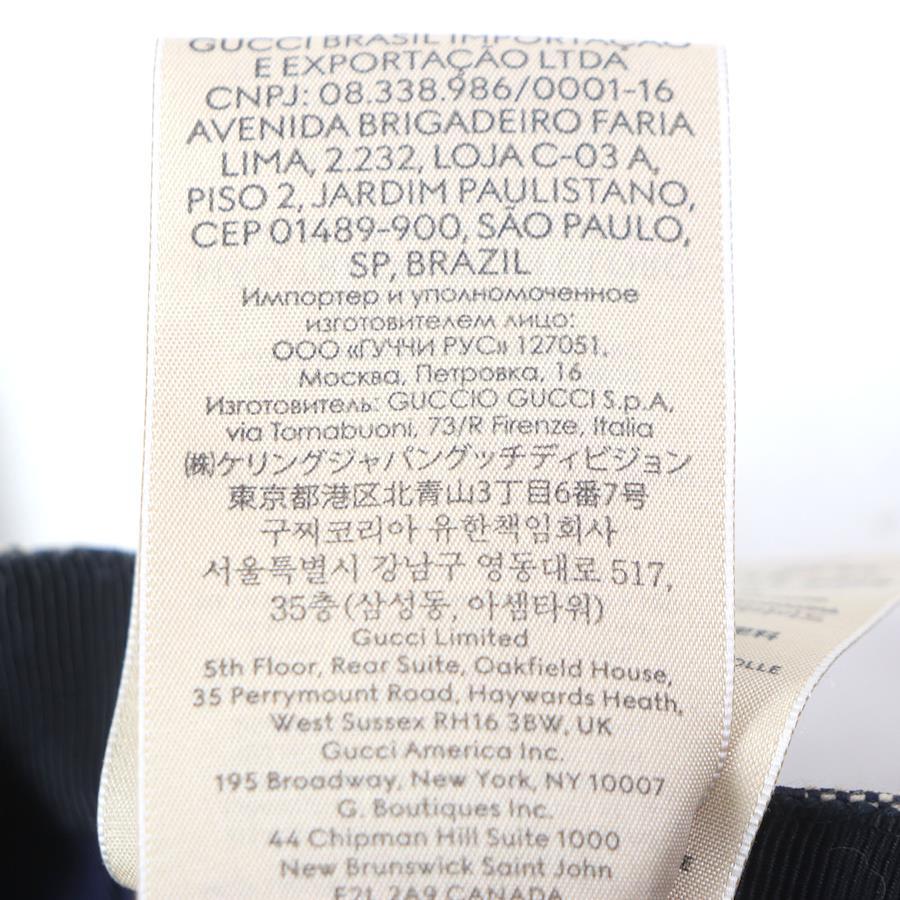 GUCCI BRASIL IMPORTAÇÃO
E EXPORTAÇÃO LTDA
CNPJ: 08.338.986/0001-16
AVENIDA BRIGADEIRO FARIA
LIMA, 2.232, LOJA C-03 A,
PISO 2, JARDIM PAULISTANO,
CEP 01489-900, SÃO PAULO,
SP, BRAZIL
Импортер и уполномоченное
изготовителем лицо:
ООО «ГУЧЧИ РУС» 127051,
Москва, Петровка, 16
Изготовитель: GUCCIO GUCCI S.p.A,
via Tornabuoni, 73/R Firenze, Italia
㈱ケリングジャパングッチディビジョン
東京都港区北青山3丁目6番7号
구찌코리아 유한책임회사
서울특별시 강남구 영동대로 517,
35층(삼성동, 아셈타워)
Gucci Limited
5th Floor, Rear Suite, Oakfield House,
35 Perrymount Road, Haywards Heath,
West Sussex RH16 3BW, UK
Gucci America Inc.
195 Broadway, New York, NY 10007
G. Boutiques Inc.
44 Chipman Hill Suite 1000
New Brunswick Saint John
E2L 2A9 CANADA
OLLE